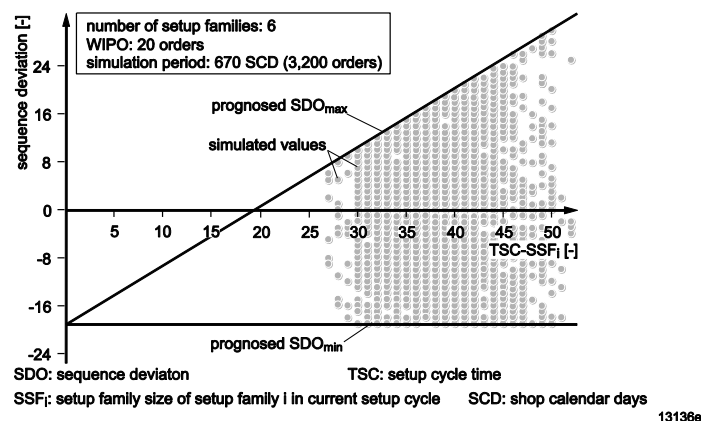 number of setup families: 6
WIPO: 20 orders
simulation period: 670 SCD (3,200 orders)
sequence deviation [-]
24
16
8
0
-8
-16
-24
prognosed SDOmax
simulated values
5 10 15 20 25 30 35 40 45 50
TSC-SSFi [-]
prognosed SDOmin
SDO: sequence deviaton TSC: setup cycle time
SSFi: setup family size of setup family i in current setup cycle SCD: shop calendar days
13136e